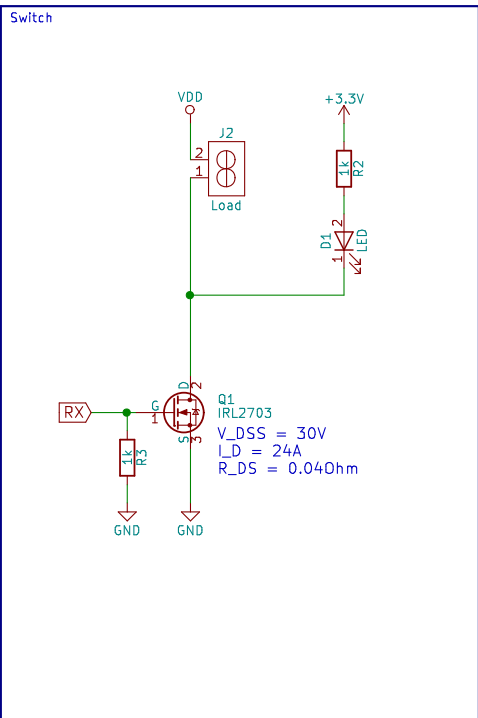 Switch
VDD
+3.3V
J2
2
1
Load
1k
R2
2
D1
LED
1
D
2
Q1
IRL2703
RX
G
1
S
3
V_DSS = 30V
I_D = 24A
R_DS = 0.04Ohm
1k
R3
GND
GND